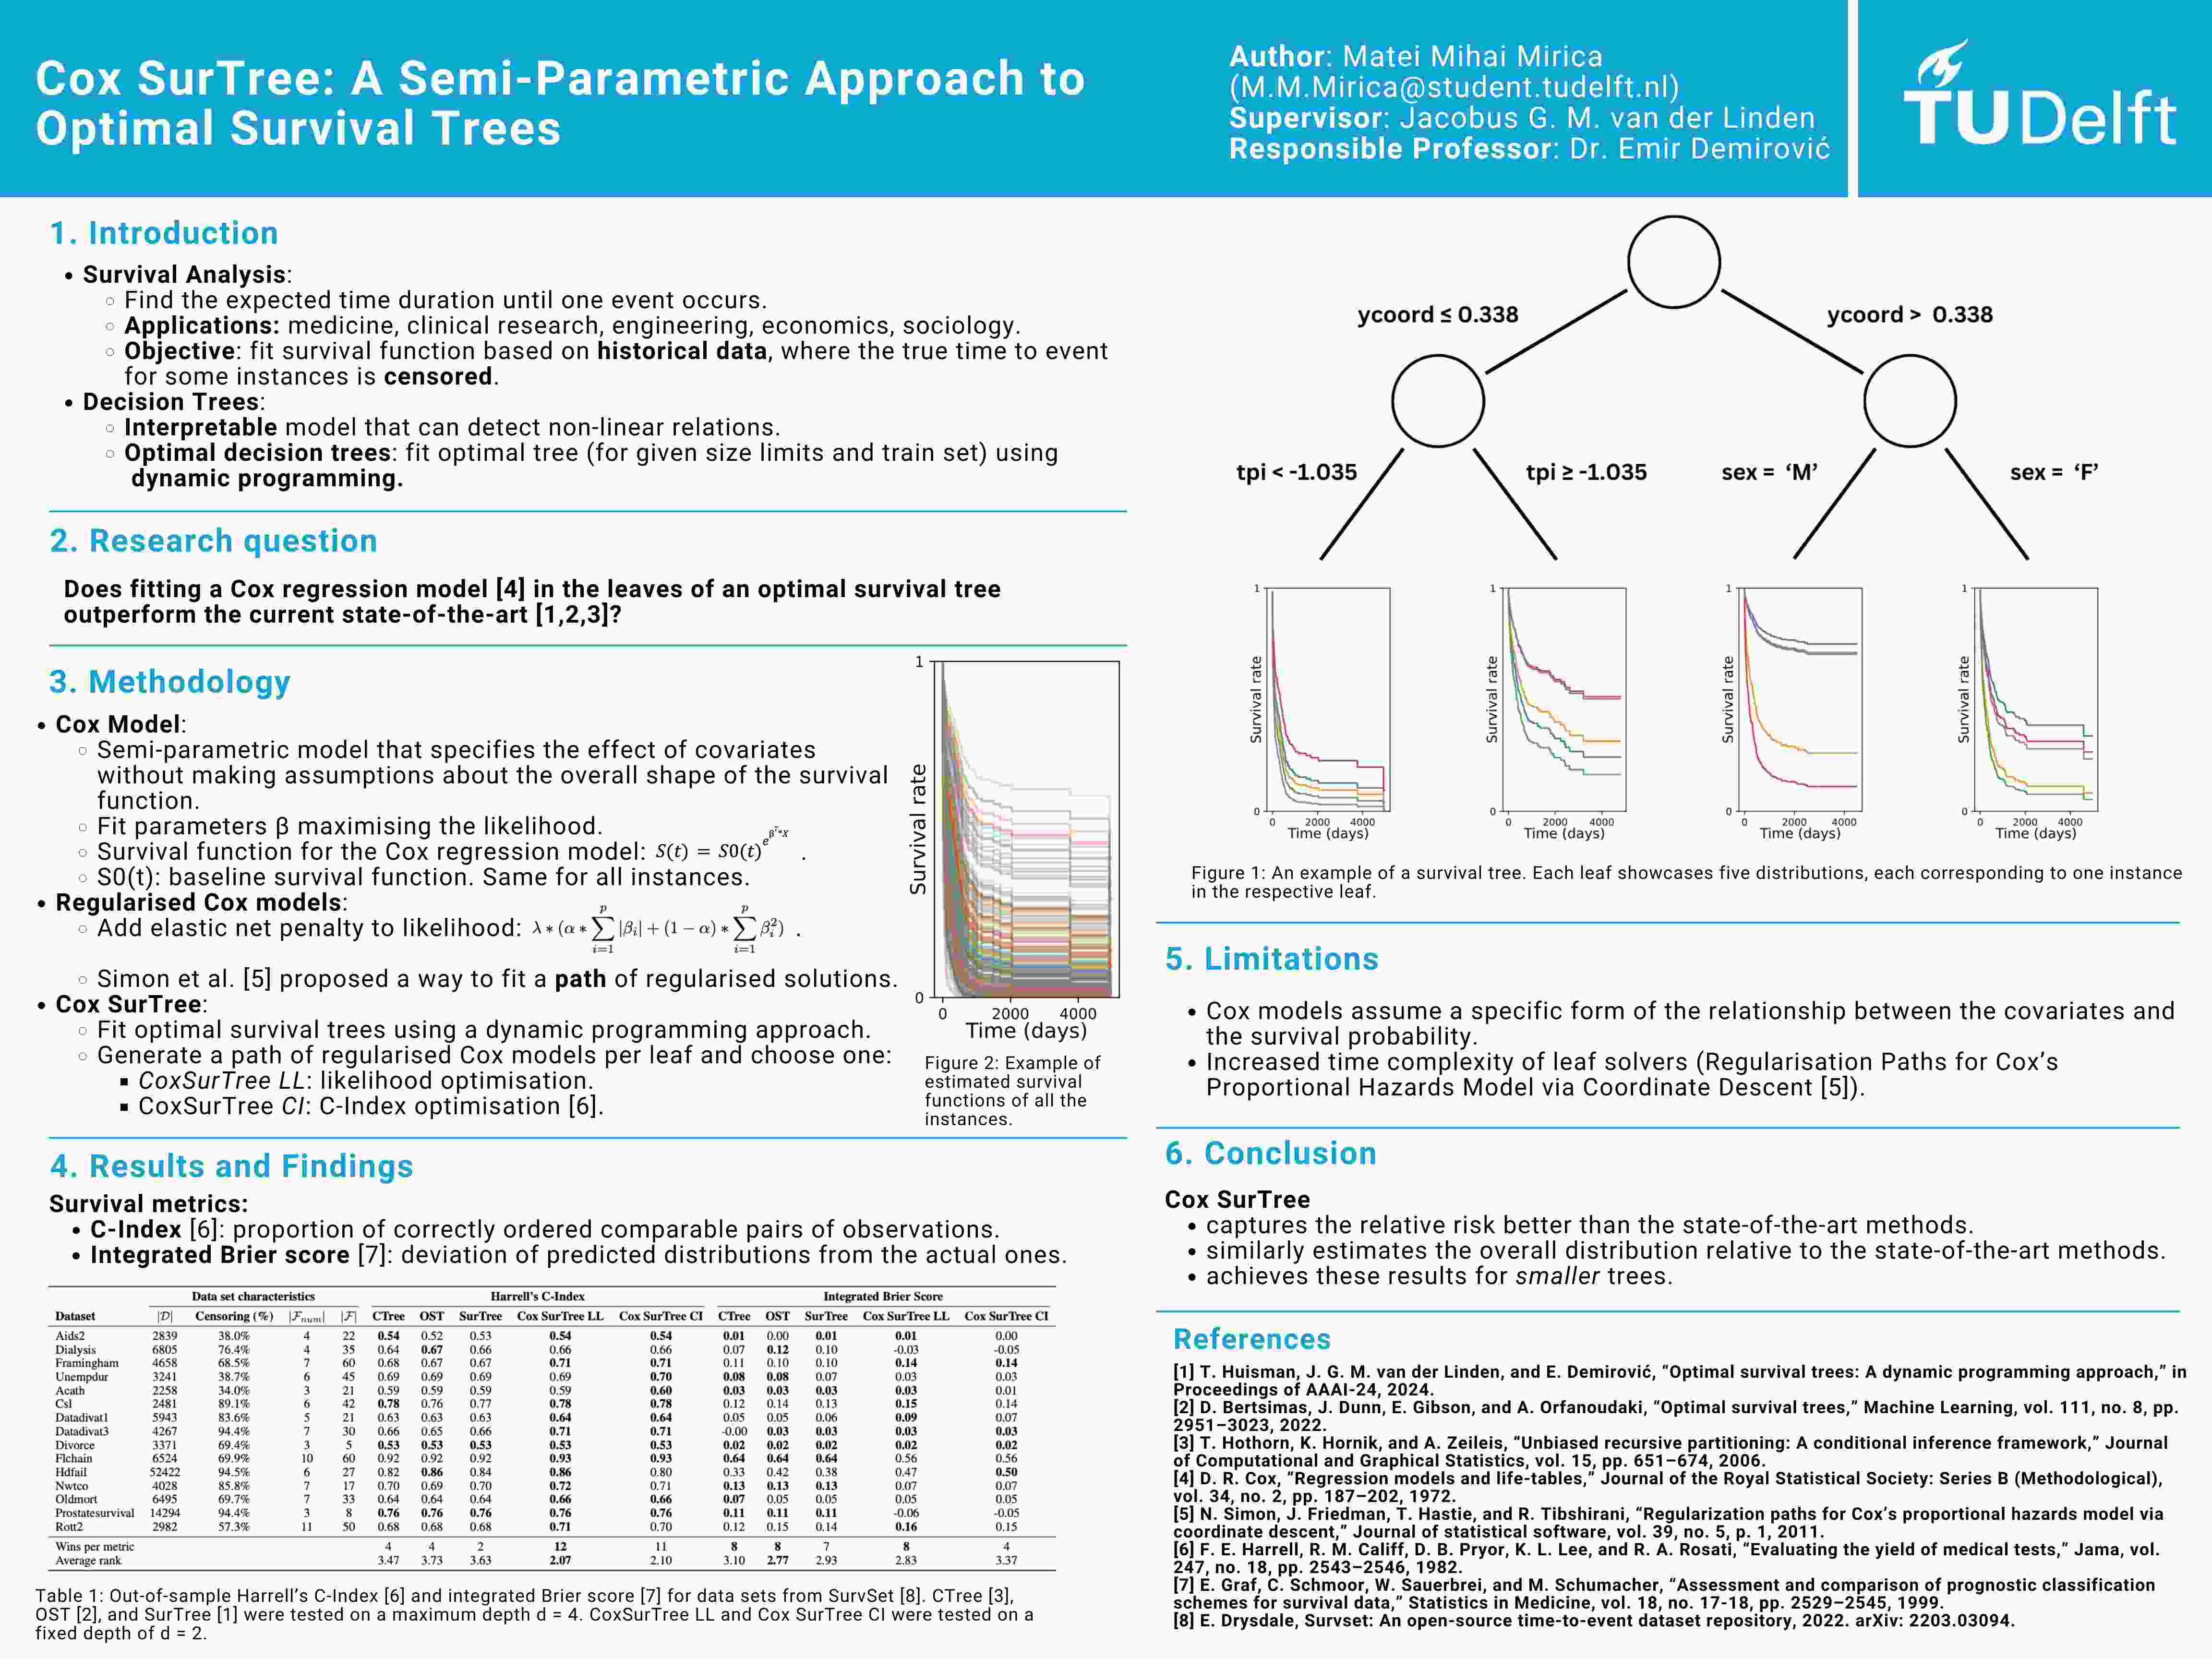 Cox SurTree: A Semi-Parametric Approach to
Optimal Survival Trees
Author: Matei Mihai Mirica
(M.M.Mirica@student.tudelft.nl)
Supervisor: Jacobus G. M. van der Linden
Responsible Professor: Dr. Emir Demirović
TUDelft
1. Introduction
• Survival Analysis:
○ Find the expected time duration until one event occurs.
○ Applications: medicine, clinical research, engineering, economics, sociology.
○ Objective: fit survival function based on historical data, where the true time to event
for some instances is censored.
• Decision Trees:
○ Interpretable model that can detect non-linear relations.
○ Optimal decision trees: fit optimal tree (for given size limits and train set) using
dynamic programming.
2. Research question
Does fitting a Cox regression model [4] in the leaves of an optimal survival tree
outperform the current state-of-the-art [1,2,3]?
3. Methodology
• Cox Model:
○ Semi-parametric model that specifies the effect of covariates
without making assumptions about the overall shape of the survival
function.
○ Fit parameters β maximising the likelihood.
○ Survival function for the Cox regression model: S(t) = S0(t)^e^β^T*X .
○ S0(t): baseline survival function. Same for all instances.
• Regularised Cox models:
○ Add elastic net penalty to likelihood: λ * (α * ∑_{i=1}^{p} |β_i| + (1 − α) * ∑_{i=1}^{p} β_i^2) .
○ Simon et al. [5] proposed a way to fit a path of regularised solutions.
• Cox SurTree:
○ Fit optimal survival trees using a dynamic programming approach.
○ Generate a path of regularised Cox models per leaf and choose one:
▪ CoxSurTree LL: likelihood optimisation.
▪ CoxSurTree CI: C-Index optimisation [6].
1
Survival rate
0
0 2000 4000
Time (days)
Figure 2: Example of
estimated survival
functions of all the
instances.
4. Results and Findings
Survival metrics:
• C-Index [6]: proportion of correctly ordered comparable pairs of observations.
• Integrated Brier score [7]: deviation of predicted distributions from the actual ones.
Data set characteristics Harrell's C-Index Integrated Brier Score
Dataset |D| Censoring (%) |F_num| |F| CTree OST SurTree Cox SurTree LL Cox SurTree CI CTree OST SurTree Cox SurTree LL Cox SurTree CI
Aids2 2839 38.0% 4 22 0.54 0.52 0.53 0.54 0.54 0.01 0.00 0.01 0.01 0.00
Dialysis 6805 76.4% 4 35 0.64 0.67 0.66 0.66 0.66 0.07 0.12 0.10 -0.03 -0.05
Framingham 4658 68.5% 7 60 0.68 0.67 0.67 0.71 0.71 0.11 0.10 0.10 0.14 0.14
Unempdur 3241 38.7% 6 45 0.69 0.69 0.69 0.69 0.70 0.08 0.08 0.07 0.03 0.03
Acath 2258 34.0% 3 21 0.59 0.59 0.59 0.59 0.60 0.03 0.03 0.03 0.03 0.01
Csl 2481 89.1% 6 42 0.78 0.76 0.77 0.78 0.78 0.12 0.14 0.13 0.15 0.14
Datadivat1 5943 83.6% 5 21 0.63 0.63 0.63 0.64 0.64 0.05 0.05 0.06 0.09 0.07
Datadivat3 4267 94.4% 7 30 0.66 0.65 0.66 0.71 0.71 -0.00 0.03 0.03 0.03 0.03
Divorce 3371 69.4% 3 5 0.53 0.53 0.53 0.53 0.53 0.02 0.02 0.02 0.02 0.02
Flchain 6524 69.9% 10 60 0.92 0.92 0.92 0.93 0.93 0.64 0.64 0.64 0.56 0.56
Hdfail 52422 94.5% 6 27 0.82 0.86 0.84 0.86 0.80 0.33 0.42 0.38 0.47 0.50
Nwtco 4028 85.8% 7 17 0.70 0.69 0.70 0.72 0.71 0.13 0.13 0.13 0.07 0.07
Oldmort 6495 69.7% 7 33 0.64 0.64 0.64 0.66 0.66 0.07 0.05 0.05 0.05 0.05
Prostatesurvival 14294 94.4% 3 8 0.76 0.76 0.76 0.76 0.76 0.11 0.11 0.11 -0.06 -0.05
Rott2 2982 57.3% 11 50 0.68 0.68 0.68 0.71 0.70 0.12 0.15 0.14 0.16 0.15
Wins per metric 4 4 2 12 11 8 8 7 8 4
Average rank 3.47 3.73 3.63 2.07 2.10 3.10 2.77 2.93 2.83 3.37
Table 1: Out-of-sample Harrell's C-Index [6] and integrated Brier score [7] for data sets from SurvSet [8]. CTree [3],
OST [2], and SurTree [1] were tested on a maximum depth d = 4. CoxSurTree LL and Cox SurTree CI were tested on a
fixed depth of d = 2.
ycoord ≤ 0.338 ycoord > 0.338
tpi < -1.035 tpi ≥ -1.035 sex = ‘M’ sex = ‘F’
1 1 1 1
Survival rate Survival rate Survival rate Survival rate
0 0 0 0
0 2000 4000 0 2000 4000 0 2000 4000 0 2000 4000
Time (days) Time (days) Time (days) Time (days)
Figure 1: An example of a survival tree. Each leaf showcases five distributions, each corresponding to one instance
in the respective leaf.
5. Limitations
• Cox models assume a specific form of the relationship between the covariates and
the survival probability.
• Increased time complexity of leaf solvers (Regularisation Paths for Cox's
Proportional Hazards Model via Coordinate Descent [5]).
6. Conclusion
Cox SurTree
• captures the relative risk better than the state-of-the-art methods.
• similarly estimates the overall distribution relative to the state-of-the-art methods.
• achieves these results for smaller trees.
References
[1] T. Huisman, J. G. M. van der Linden, and E. Demirović, “Optimal survival trees: A dynamic programming approach,” in
Proceedings of AAAI-24, 2024.
[2] D. Bertsimas, J. Dunn, E. Gibson, and A. Orfanoudaki, “Optimal survival trees,” Machine Learning, vol. 111, no. 8, pp.
2951–3023, 2022.
[3] T. Hothorn, K. Hornik, and A. Zeileis, “Unbiased recursive partitioning: A conditional inference framework,” Journal
of Computational and Graphical Statistics, vol. 15, pp. 651–674, 2006.
[4] D. R. Cox, “Regression models and life-tables,” Journal of the Royal Statistical Society: Series B (Methodological),
vol. 34, no. 2, pp. 187–202, 1972.
[5] N. Simon, J. Friedman, T. Hastie, and R. Tibshirani, “Regularization paths for Cox's proportional hazards model via
coordinate descent,” Journal of statistical software, vol. 39, no. 5, p. 1, 2011.
[6] F. E. Harrell, R. M. Califf, D. B. Pryor, K. L. Lee, and R. A. Rosati, “Evaluating the yield of medical tests,” Jama, vol.
247, no. 18, pp. 2543–2546, 1982.
[7] E. Graf, C. Schmoor, W. Sauerbrei, and M. Schumacher, “Assessment and comparison of prognostic classification
schemes for survival data,” Statistics in Medicine, vol. 18, no. 17-18, pp. 2529–2545, 1999.
[8] E. Drysdale, Survset: An open-source time-to-event dataset repository, 2022. arXiv: 2203.03094.